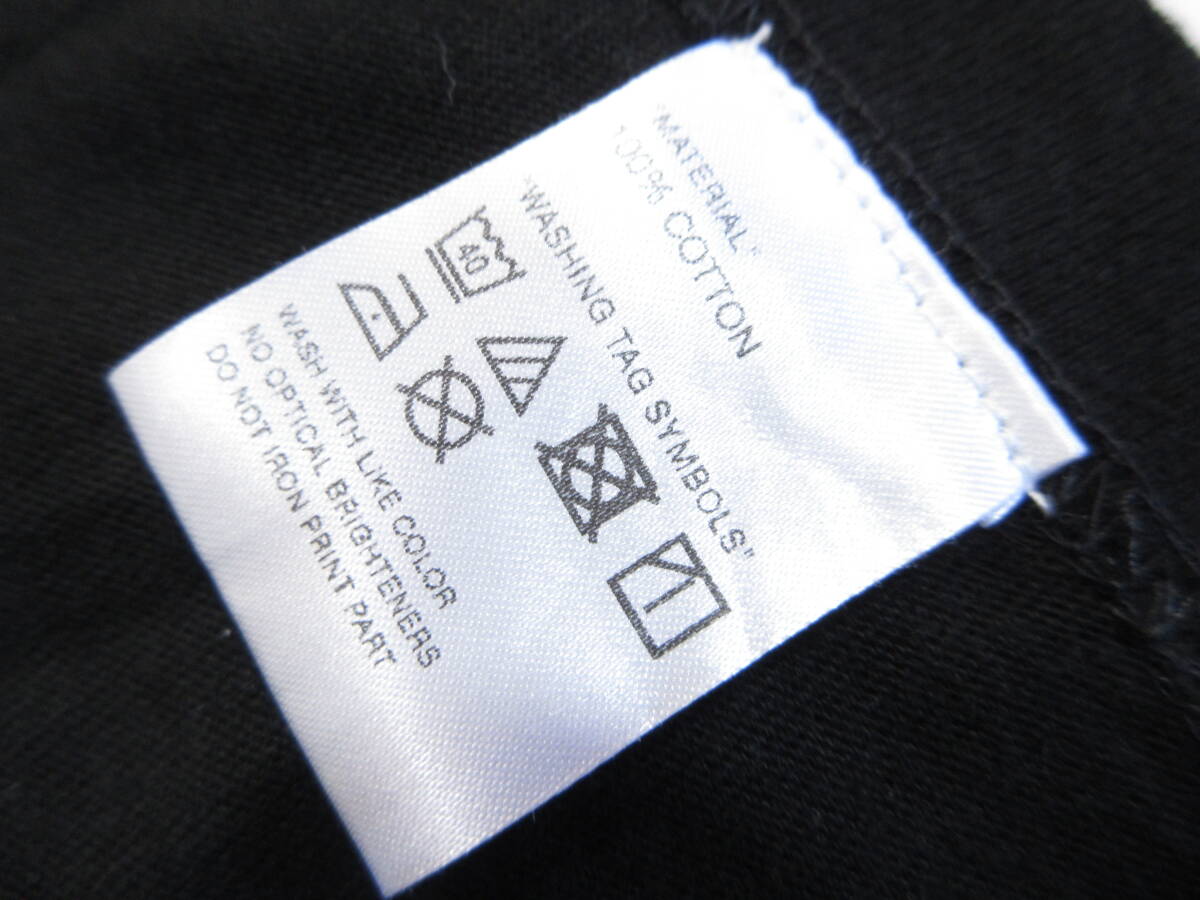 "MATERIAL"
100% COTTON
"WASHING TAG SYMBOLS"
40
WASH WITH LIKE COLOR
NO OPTICAL BRIGHTENERS
DO NOT IRON PRINT PART